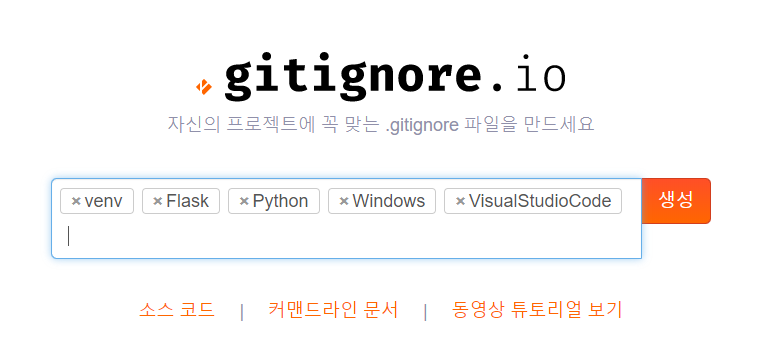 gitignore.io
자신의 프로젝트에 꼭 맞는 .gitignore 파일을 만드세요
× venv × Flask × Python × Windows × VisualStudioCode 생성
소스 코드 | 커맨드라인 문서 | 동영상 튜토리얼 보기